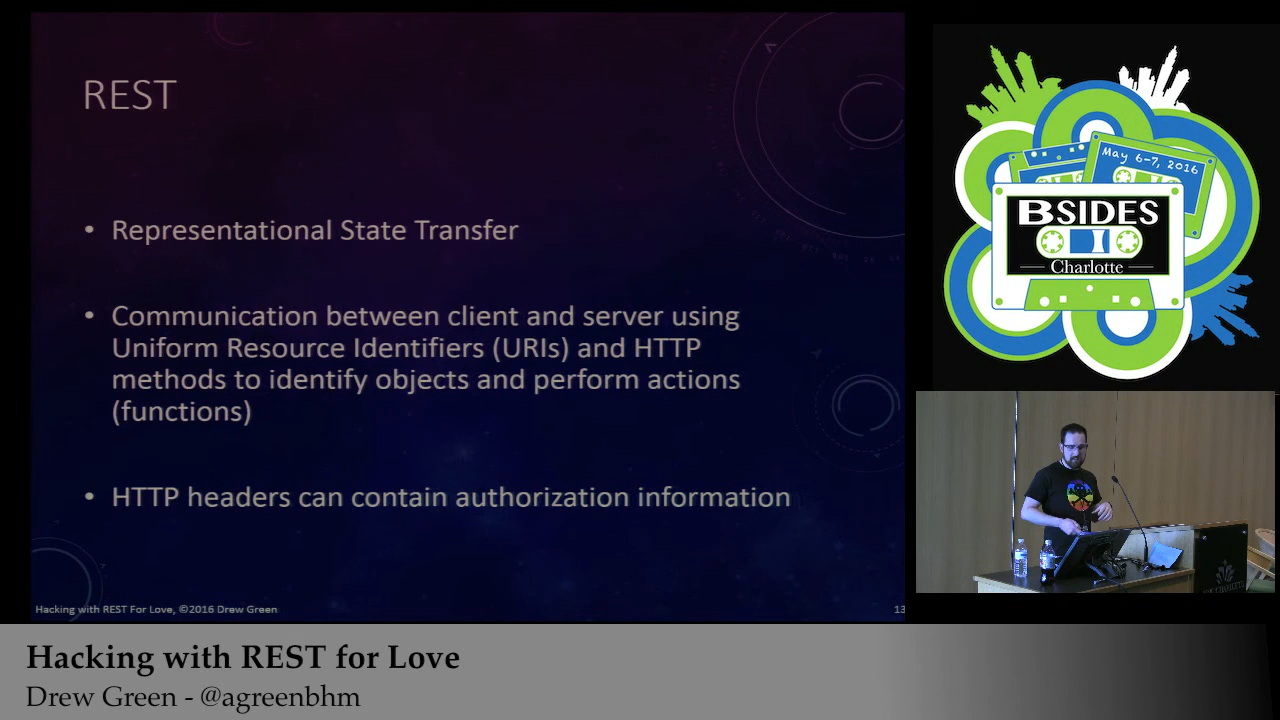 REST
• Representational State Transfer
• Communication between client and server using
Uniform Resource Identifiers (URIs) and HTTP
methods to identify objects and perform actions
(functions)
• HTTP headers can contain authorization information
Hacking with REST For Love, ©2016 Drew Green
13
May 6-7, 2016
BSIDES
Charlotte
Hacking with REST for Love
Drew Green - @agreenbhm